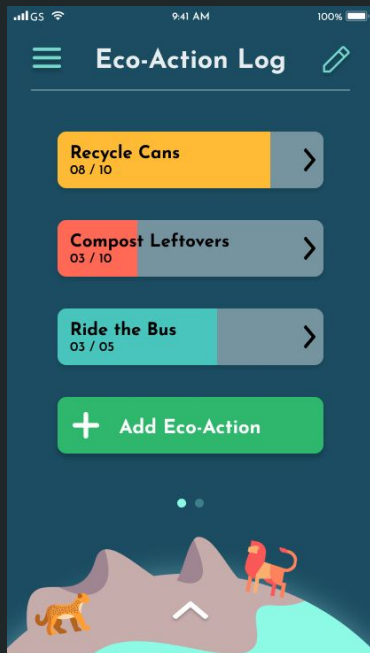 GS 9:41 AM 100%
Eco-Action Log
Recycle Cans
08 / 10
Compost Leftovers
03 / 10
Ride the Bus
03 / 05
Add Eco-Action